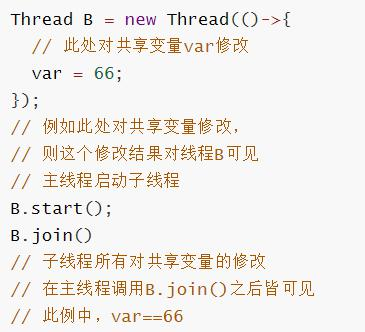 Thread B = new Thread(()->{
  // 此处对共享变量var修改
  var = 66;
});
// 例如此处对共享变量修改,
// 则这个修改结果对线程B可见
// 主线程启动子线程
B.start();
B.join()
// 子线程所有对共享变量的修改
// 在主线程调用B.join()之后皆可见
// 此例中, var==66